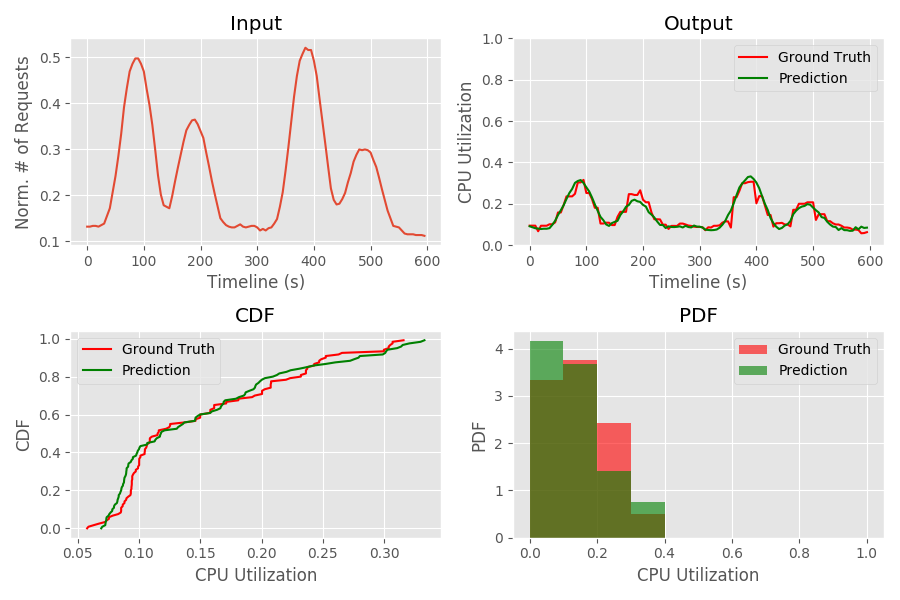 Input
Norm. # of Requests
0.5
0.4
0.3
0.2
0.1
0 100 200 300 400 500 600
Timeline (s)
Output
CPU Utilization
1.0
0.8
0.6
0.4
0.2
0.0
Ground Truth
Prediction
0 100 200 300 400 500 600
Timeline (s)
CDF
CDF
1.0
0.8
0.6
0.4
0.2
0.0
Ground Truth
Prediction
0.05 0.10 0.15 0.20 0.25 0.30
CPU Utilization
PDF
PDF
4
3
2
1
0
Ground Truth
Prediction
0.0 0.2 0.4 0.6 0.8 1.0
CPU Utilization